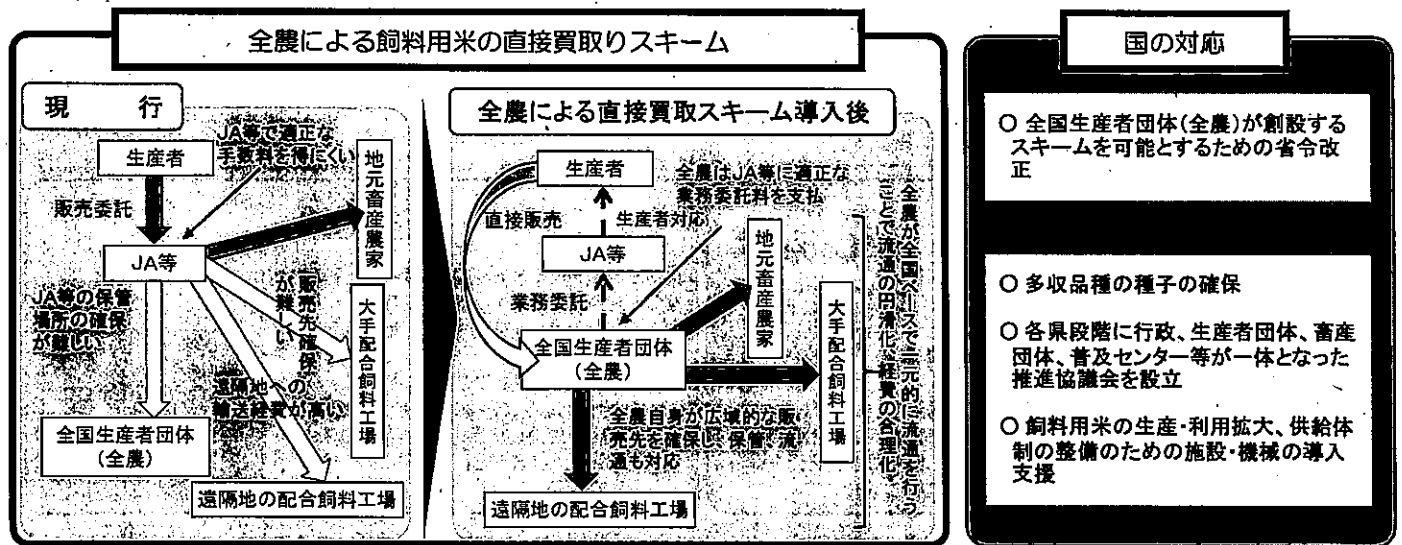 全農による飼料用米の直接買取りスキーム
現　　行
JA等で適正な
手数料を得にくい
生産者
地元畜産農家
販売委託
JA等
JA等の保管
場所の確保
が難しい
販売先確保
が難しい
大手配合飼料工場
遠隔地への
輸送経費が高い
全国生産者団体
(全農)
遠隔地の配合飼料工場
全農による直接買取スキーム導入後
生産者
全農はJA等に適正な
業務委託料を支払
直接販売
生産者対応
JA等
地元畜産農家
業務委託
全国生産者団体
(全農)
大手配合飼料工場
全農自身が広域的な販
売先を確保し、保管・流
通も対応
遠隔地の配合飼料工場
全農が全国ベースで一元的に流通を行う
ことで流通の円滑化、経費の合理化
国の対応
○ 全国生産者団体(全農)が創設する
スキームを可能とするための省令改
正
○ 多収品種の種子の確保
○ 各県段階に行政、生産者団体、畜産
団体、普及センター等が一体となった
推進協議会を設立
○ 飼料用米の生産・利用拡大、供給体
制の整備のための施設・機械の導入
支援